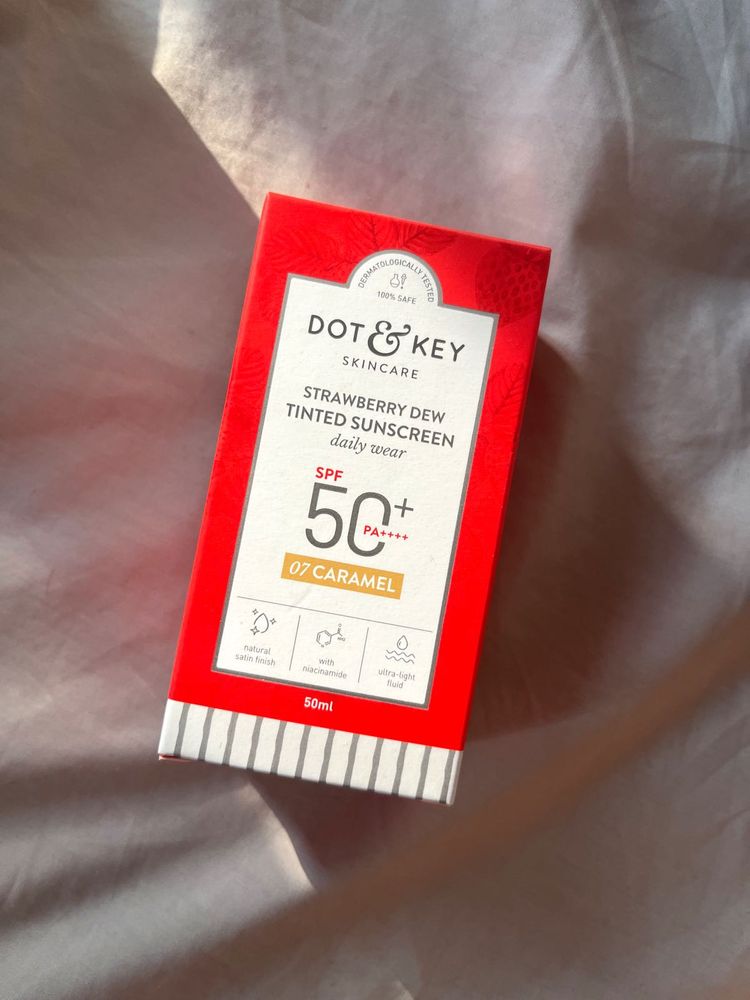 DERMATOLOGICALLY TESTED
100% SAFE
DOT & KEY
SKINCARE
STRAWBERRY DEW
TINTED SUNSCREEN
daily wear
SPF
50+
PA++++
07 CARAMEL
natural
satin finish
with
niacinamide
ultra-light
fluid
50ml